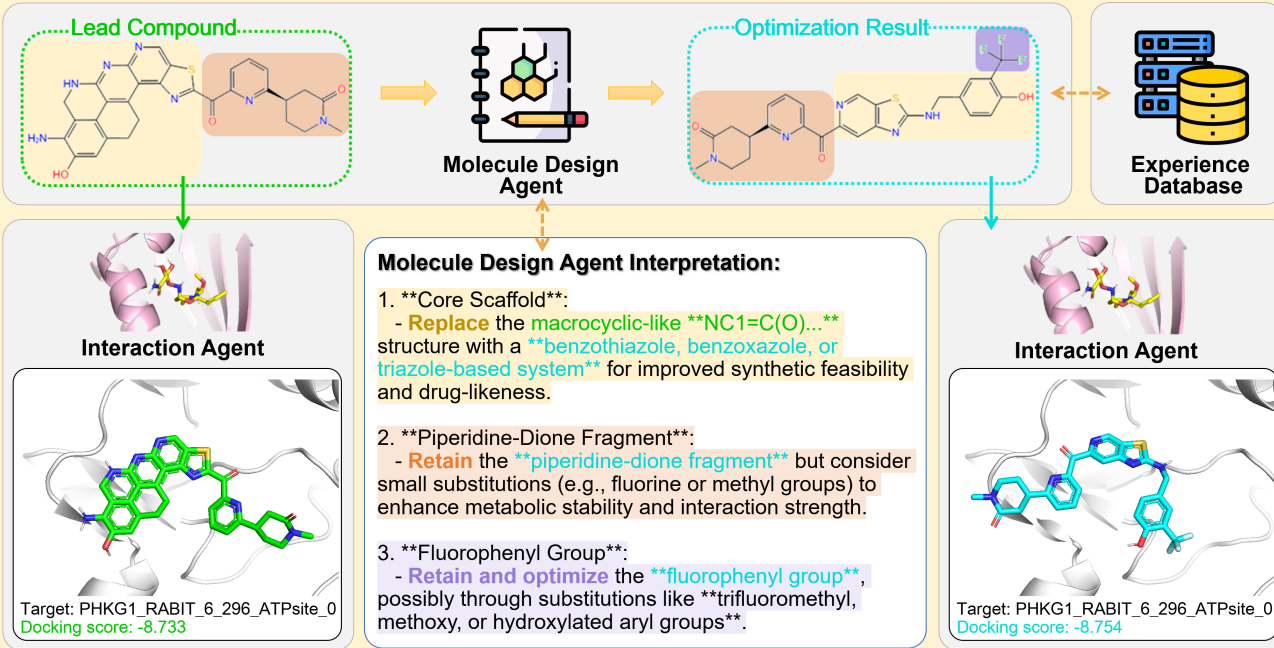 Lead Compound
N
N
S
HN
N
N
O
O
N
H₂N
HO
Molecule Design
Agent
Optimization Result
F
F
F
N
S
N
NH
OH
O
N
N
O
Experience
Database
Interaction Agent
Target: PHKG1_RABIT_6_296_ATPsite_0
Docking score: -8.733
Molecule Design Agent Interpretation:
1. **Core Scaffold**:
- Replace the macrocyclic-like **NC1=C(O)...**
structure with a **benzothiazole, benzoxazole, or
triazole-based system** for improved synthetic feasibility
and drug-likeness.
2. **Piperidine-Dione Fragment**:
- Retain the **piperidine-dione fragment** but consider
small substitutions (e.g., fluorine or methyl groups) to
enhance metabolic stability and interaction strength.
3. **Fluorophenyl Group**:
- Retain and optimize the **fluorophenyl group**,
possibly through substitutions like **trifluoromethyl,
methoxy, or hydroxylated aryl groups**.
Interaction Agent
Target: PHKG1_RABIT_6_296_ATPsite_0
Docking score: -8.754